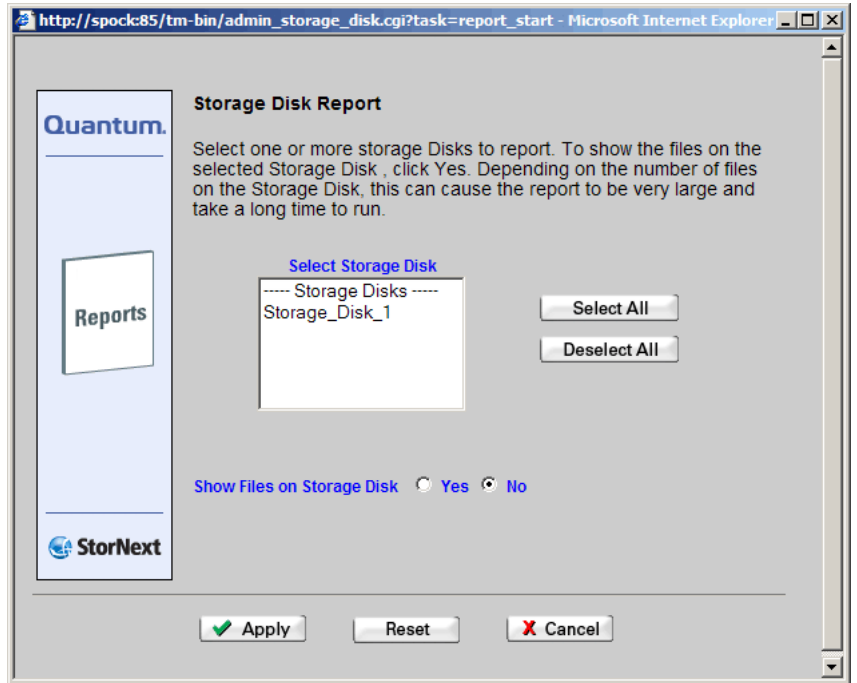 http://spock:85/tm-bin/admin_storage_disk.cgi?task=report_start - Microsoft Internet Explorer
Quantum.
Storage Disk Report
Select one or more storage Disks to report. To show the files on the
selected Storage Disk , click Yes. Depending on the number of files
on the Storage Disk, this can cause the report to be very large and
take a long time to run.
Reports
Select Storage Disk
----- Storage Disks -----
Storage_Disk_1
Select All
Deselect All
Show Files on Storage Disk Yes No
StorNext
Apply Reset X Cancel